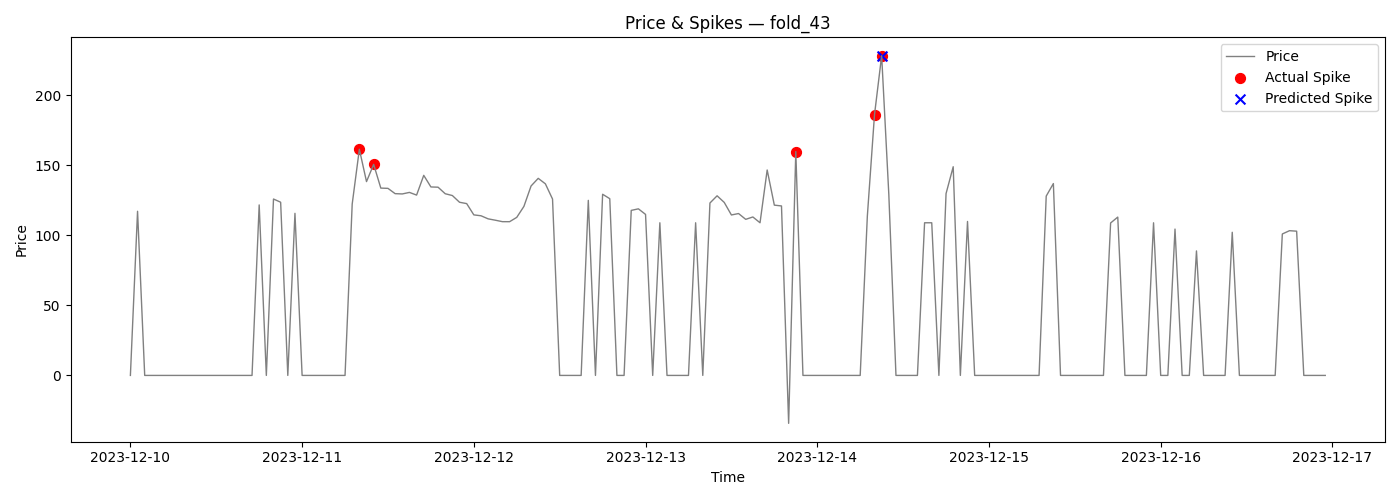 Price & Spikes — fold_43
Price
Actual Spike
Predicted Spike
200
150
100
50
0
Price
2023-12-10
2023-12-11
2023-12-12
2023-12-13
2023-12-14
2023-12-15
2023-12-16
2023-12-17
Time